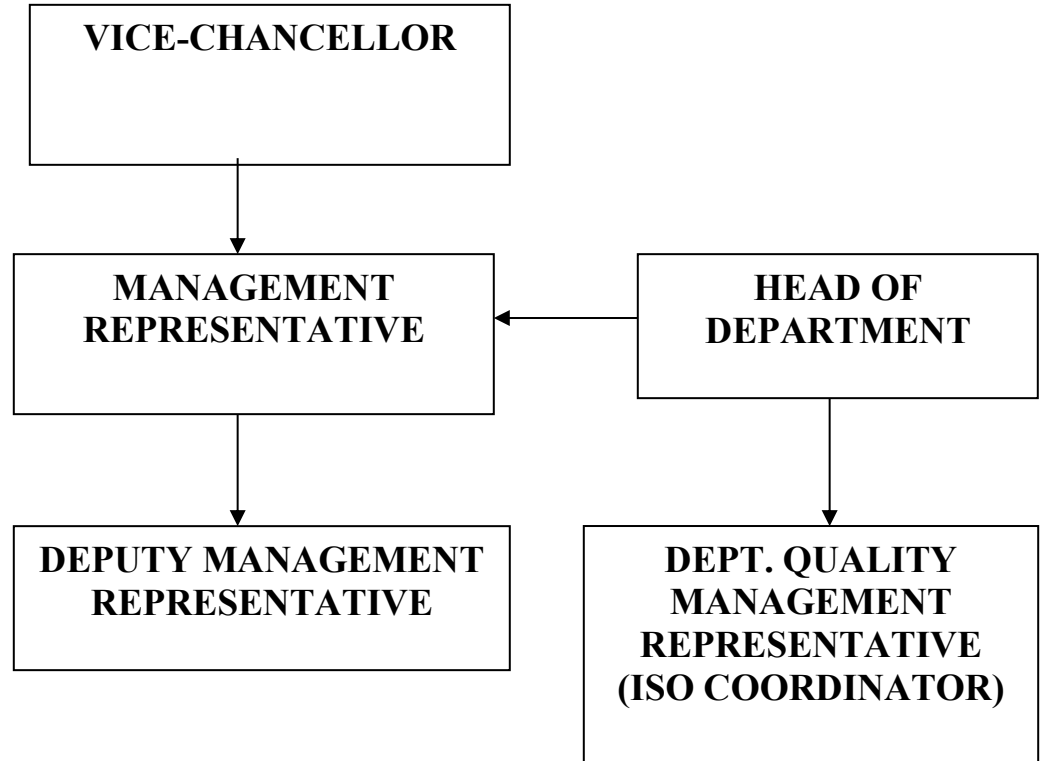 VICE-CHANCELLOR
MANAGEMENT
REPRESENTATIVE
HEAD OF
DEPARTMENT
DEPUTY MANAGEMENT
REPRESENTATIVE
DEPT. QUALITY
MANAGEMENT
REPRESENTATIVE
(ISO COORDINATOR)